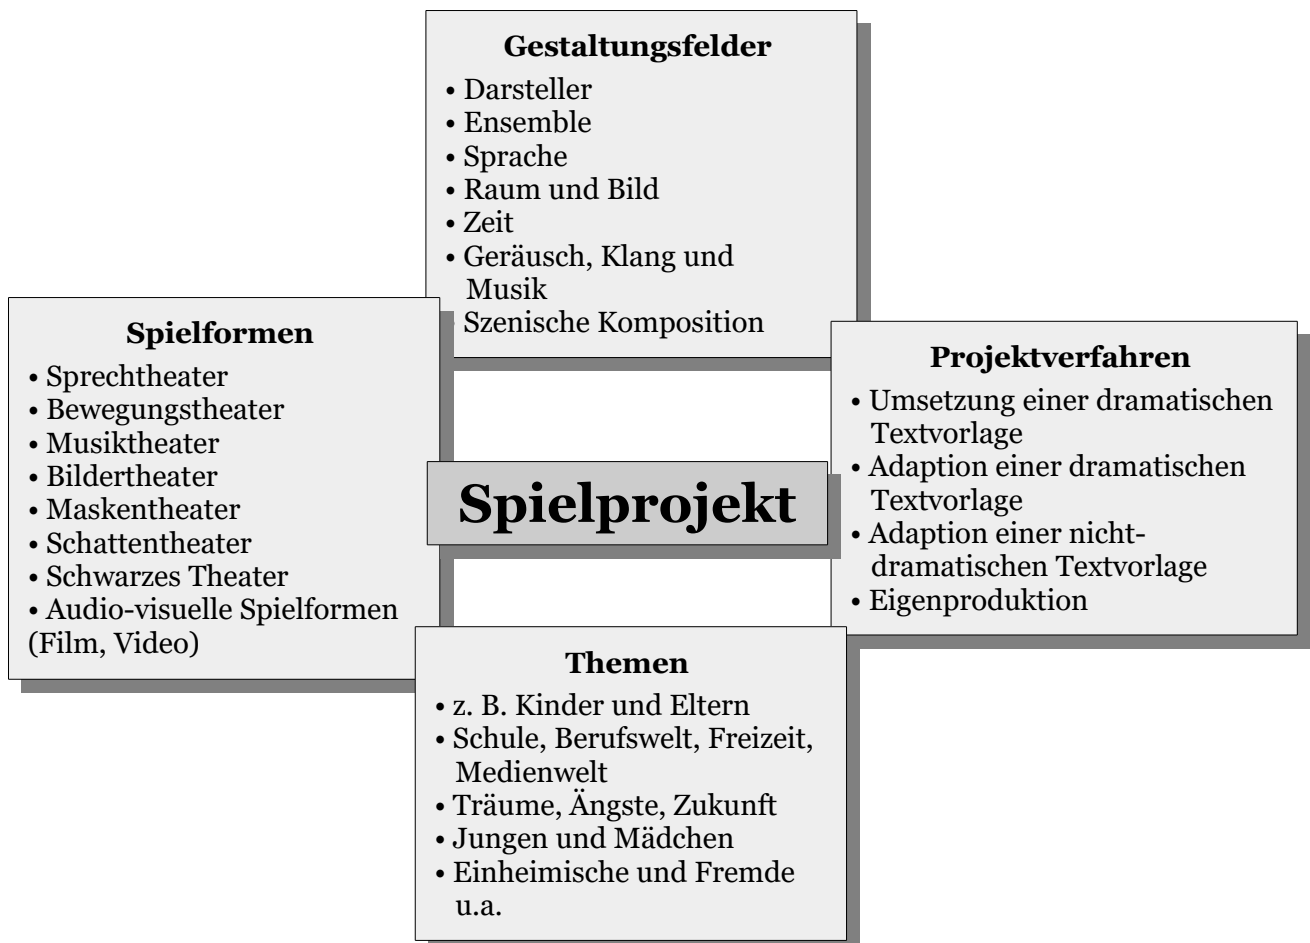 Gestaltungsfelder
• Darsteller
• Ensemble
• Sprache
• Raum und Bild
• Zeit
• Geräusch, Klang und
Musik
• Szenische Komposition
Spielformen
• Sprechtheater
• Bewegungstheater
• Musiktheater
• Bildertheater
• Maskentheater
• Schattentheater
• Schwarzes Theater
• Audio-visuelle Spielformen
(Film, Video)
Spielprojekt
Projektverfahren
• Umsetzung einer dramatischen
Textvorlage
• Adaption einer dramatischen
Textvorlage
• Adaption einer nicht-
dramatischen Textvorlage
• Eigenproduktion
Themen
• z. B. Kinder und Eltern
• Schule, Berufswelt, Freizeit,
Medienwelt
• Träume, Ängste, Zukunft
• Jungen und Mädchen
• Einheimische und Fremde
u.a.